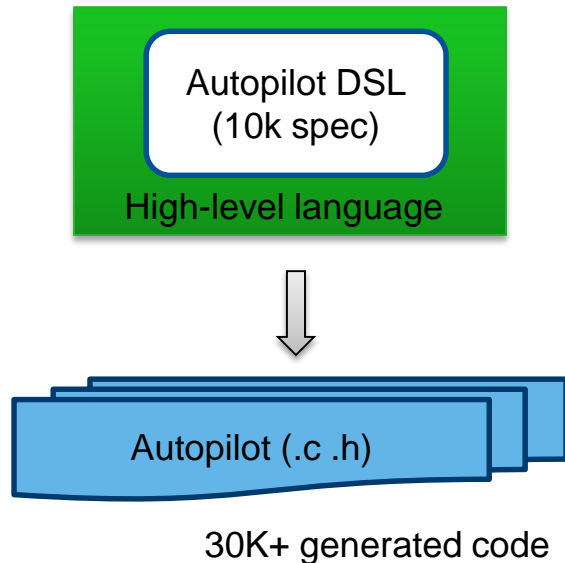 Autopilot DSL
(10k spec)
High-level language
Autopilot (.c .h)
30K+ generated code